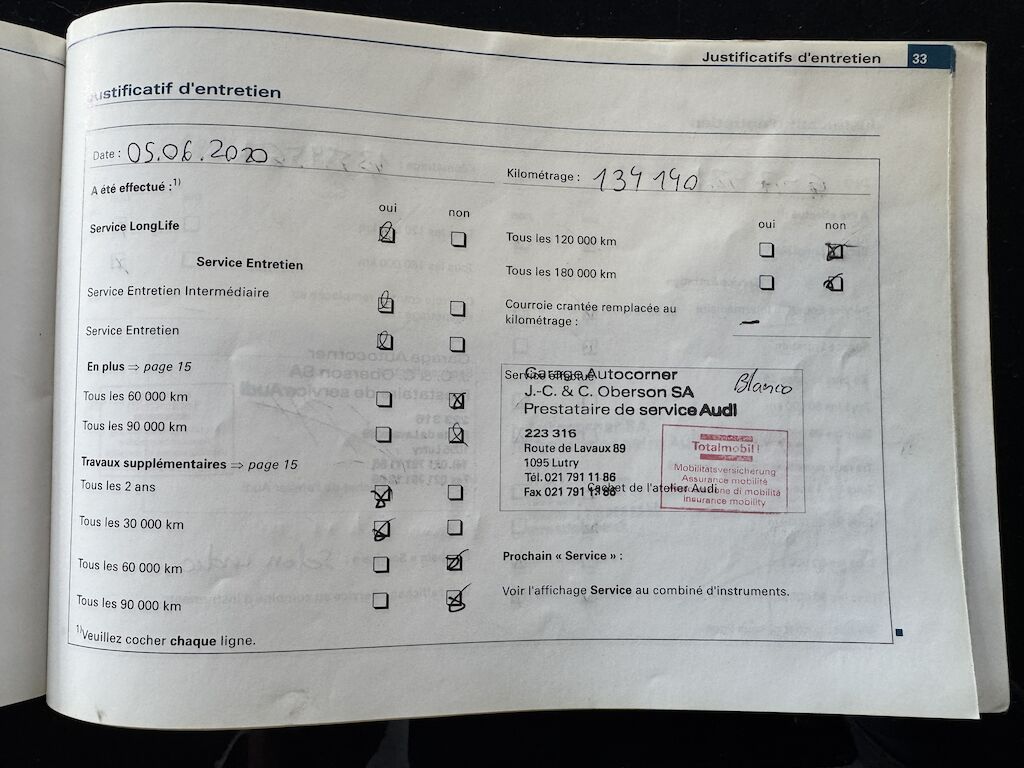 Justificatifs d'entretien 33
Justificatif d'entretien
Date : 05.06.2020
Kilométrage : 134 140
A été effectué :1)
oui non
Service LongLife
Service Entretien
Service Entretien Intermédiaire
Service Entretien
En plus ⇒ page 15
Tous les 60 000 km
Tous les 90 000 km
Travaux supplémentaires ⇒ page 15
Tous les 2 ans
Tous les 30 000 km
Tous les 60 000 km
Tous les 90 000 km
1) Veuillez cocher chaque ligne.
oui non
Tous les 120 000 km
Tous les 180 000 km
Courroie crantée remplacée au
kilométrage : –
Service effectué
Garage Autocorner
J.-C. & C. Oberson SA
Prestataire de service Audi
Blanco
223 316
Route de Lavaux 89
1095 Lutry
Tél. 021 791 11 86
Fax 021 791 11 86
Cachet de l'atelier Audi
Totalmobil!
Mobilitätsversicherung
Assurance mobilité
di mobilità
Insurance mobility
Prochain « Service » :
Voir l'affichage Service au combiné d'instruments.